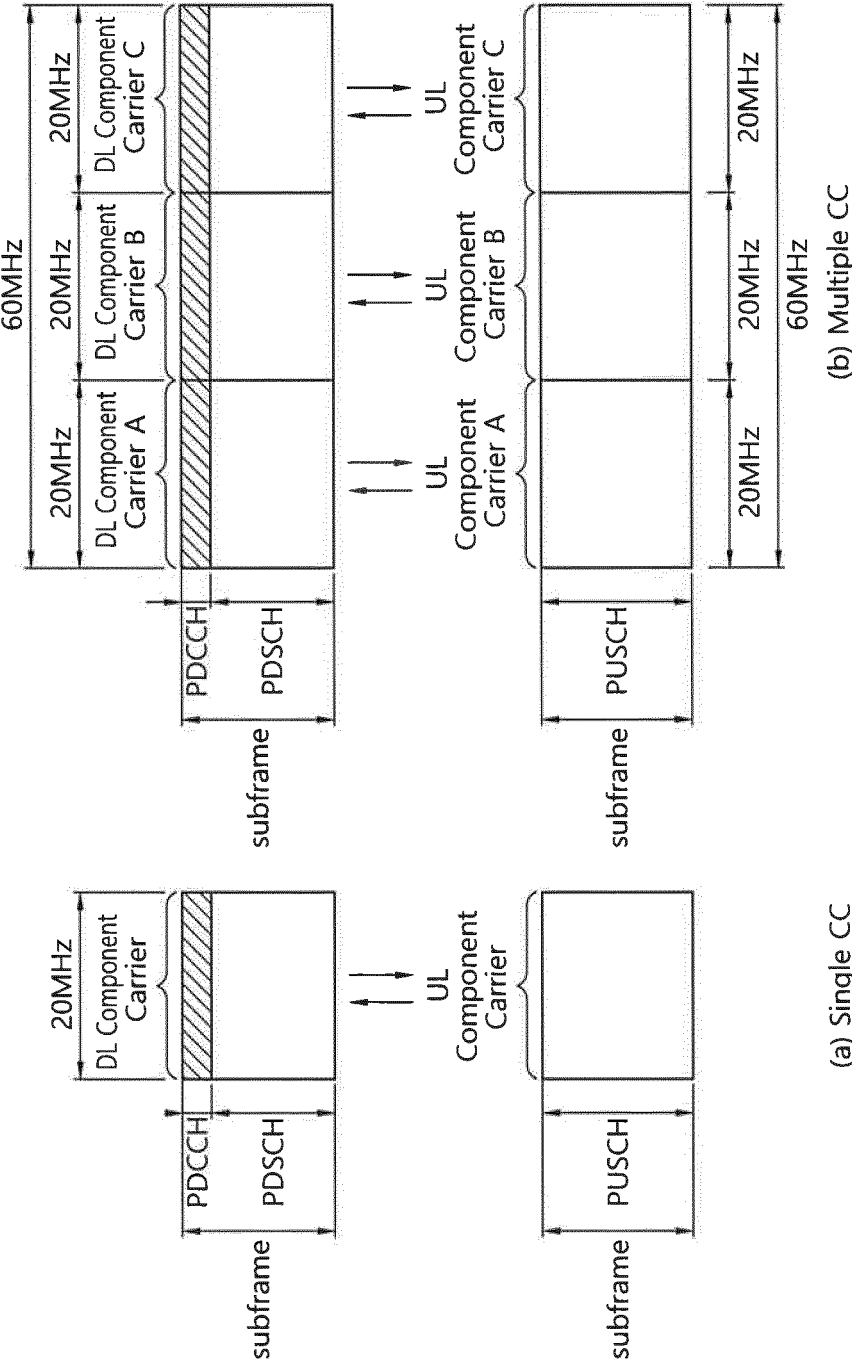 20MHz
DL Component
Carrier
PDCCH
PDSCH
subframe
UL
Component
Carrier
PUSCH
subframe
(a) Single CC
60MHz
20MHz
20MHz
20MHz
DL Component
Carrier A
DL Component
Carrier B
DL Component
Carrier C
PDCCH
PDSCH
subframe
UL
Component
Carrier A
UL
Component
Carrier B
UL
Component
Carrier C
PUSCH
subframe
20MHz
20MHz
20MHz
60MHz
(b) Multiple CC